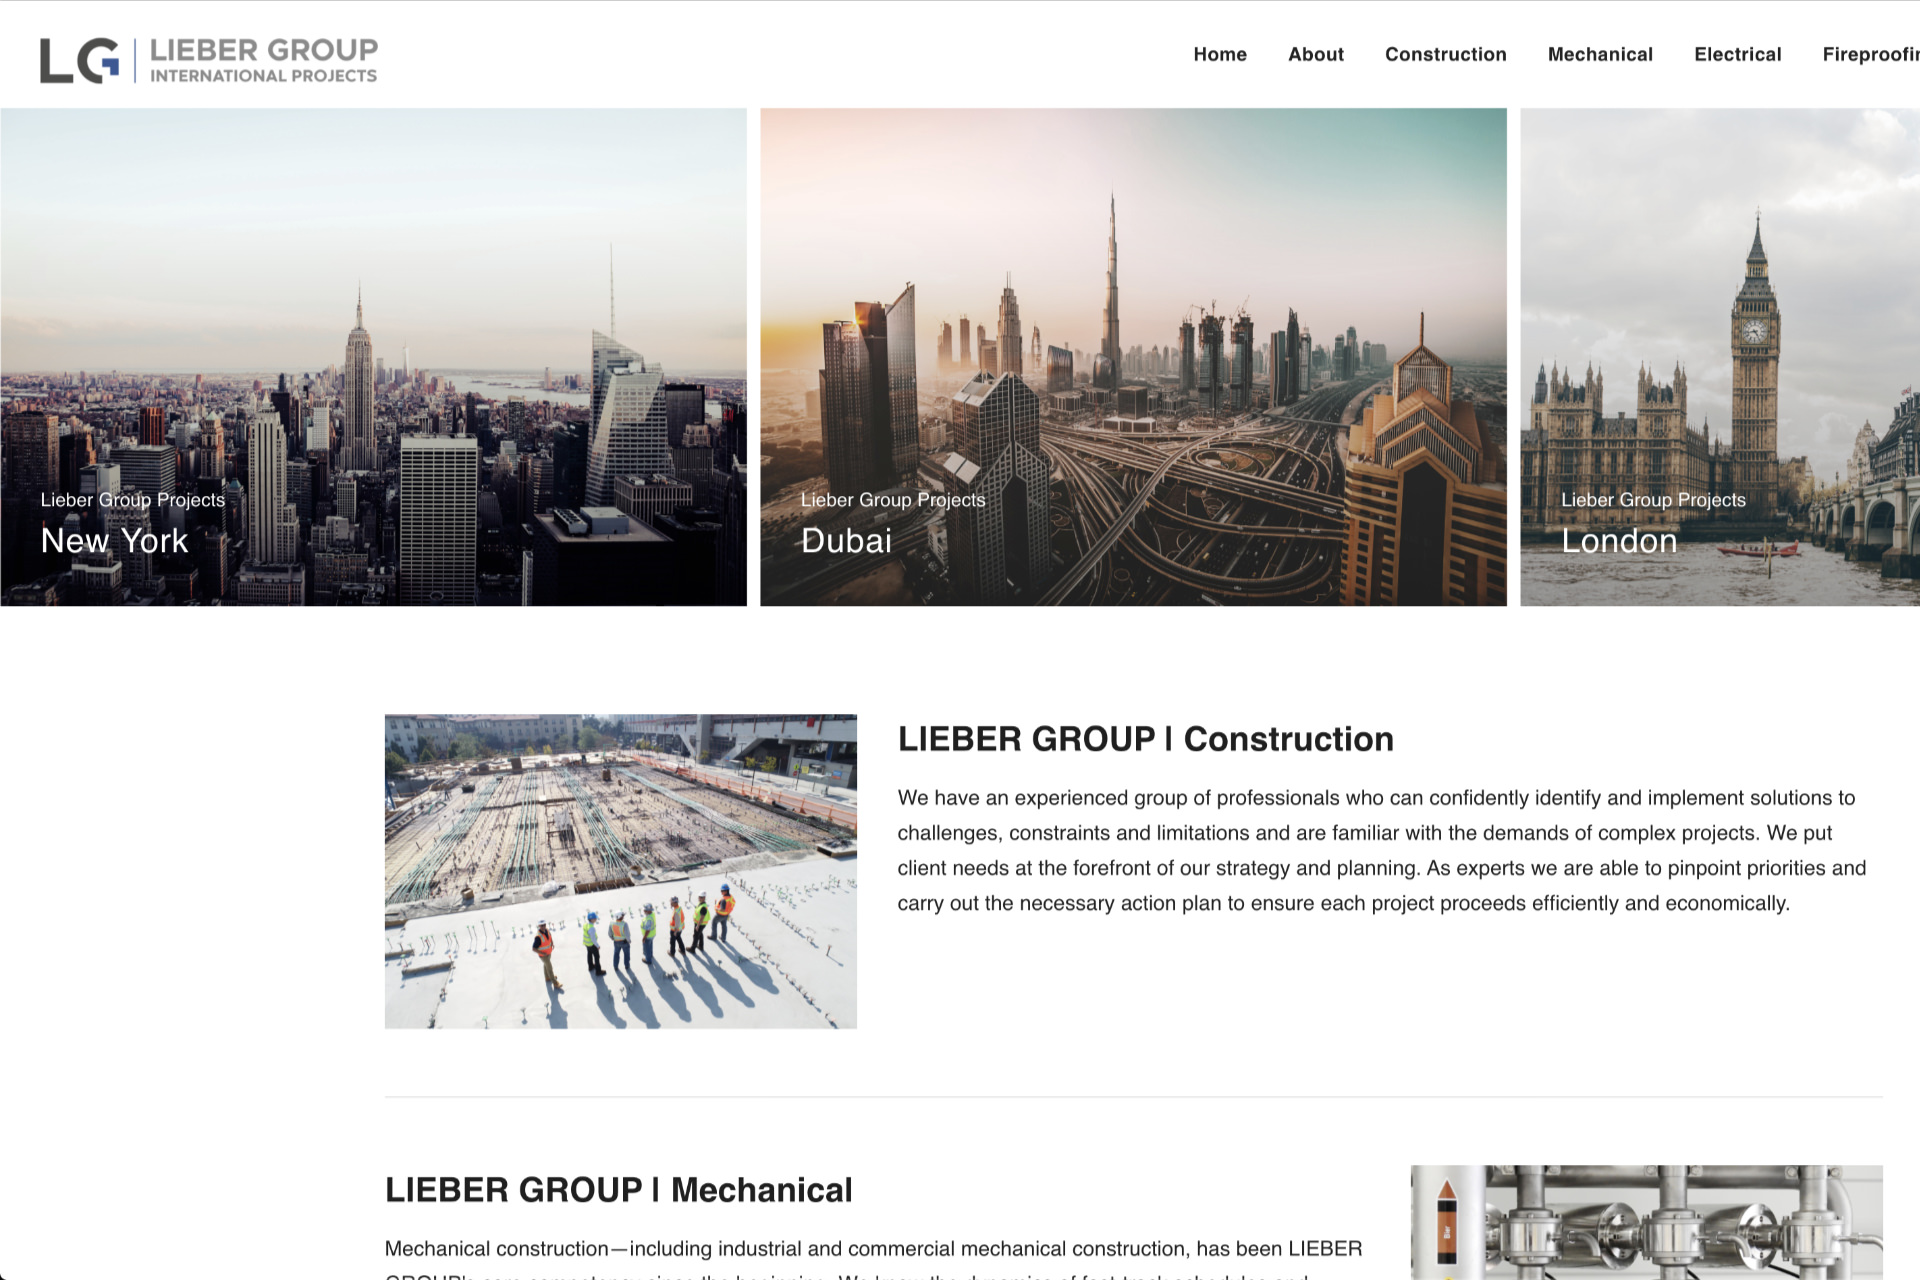 LG | LIEBER GROUP
INTERNATIONAL PROJECTS
Home About Construction Mechanical Electrical
Lieber Group Projects
New York
Lieber Group Projects
Dubai
Lieber Group Projects
London
LIEBER GROUP | Construction
We have an experienced group of professionals who can confidently identify and implement solutions to
challenges, constraints and limitations and are familiar with the demands of complex projects. We put
client needs at the forefront of our strategy and planning. As experts we are able to pinpoint priorities and
carry out the necessary action plan to ensure each project proceeds efficiently and economically.
LIEBER GROUP | Mechanical
Mechanical construction—including industrial and commercial mechanical construction, has been LIEBER